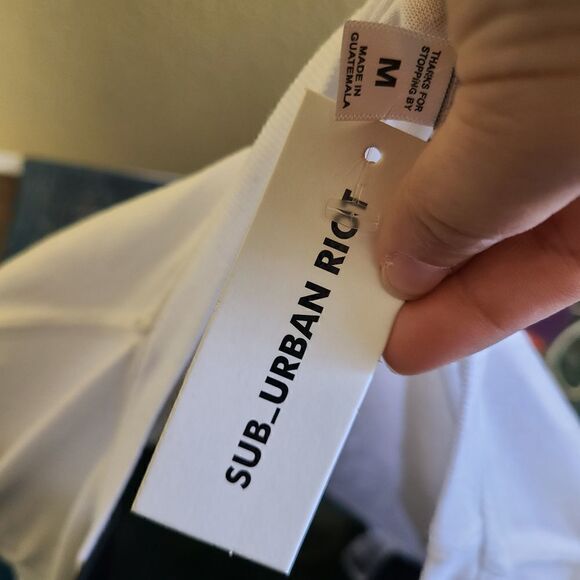 THANKS FOR
STOPPING BY
M
MADE IN
GUATEMALA
SUB_URBAN RIOT